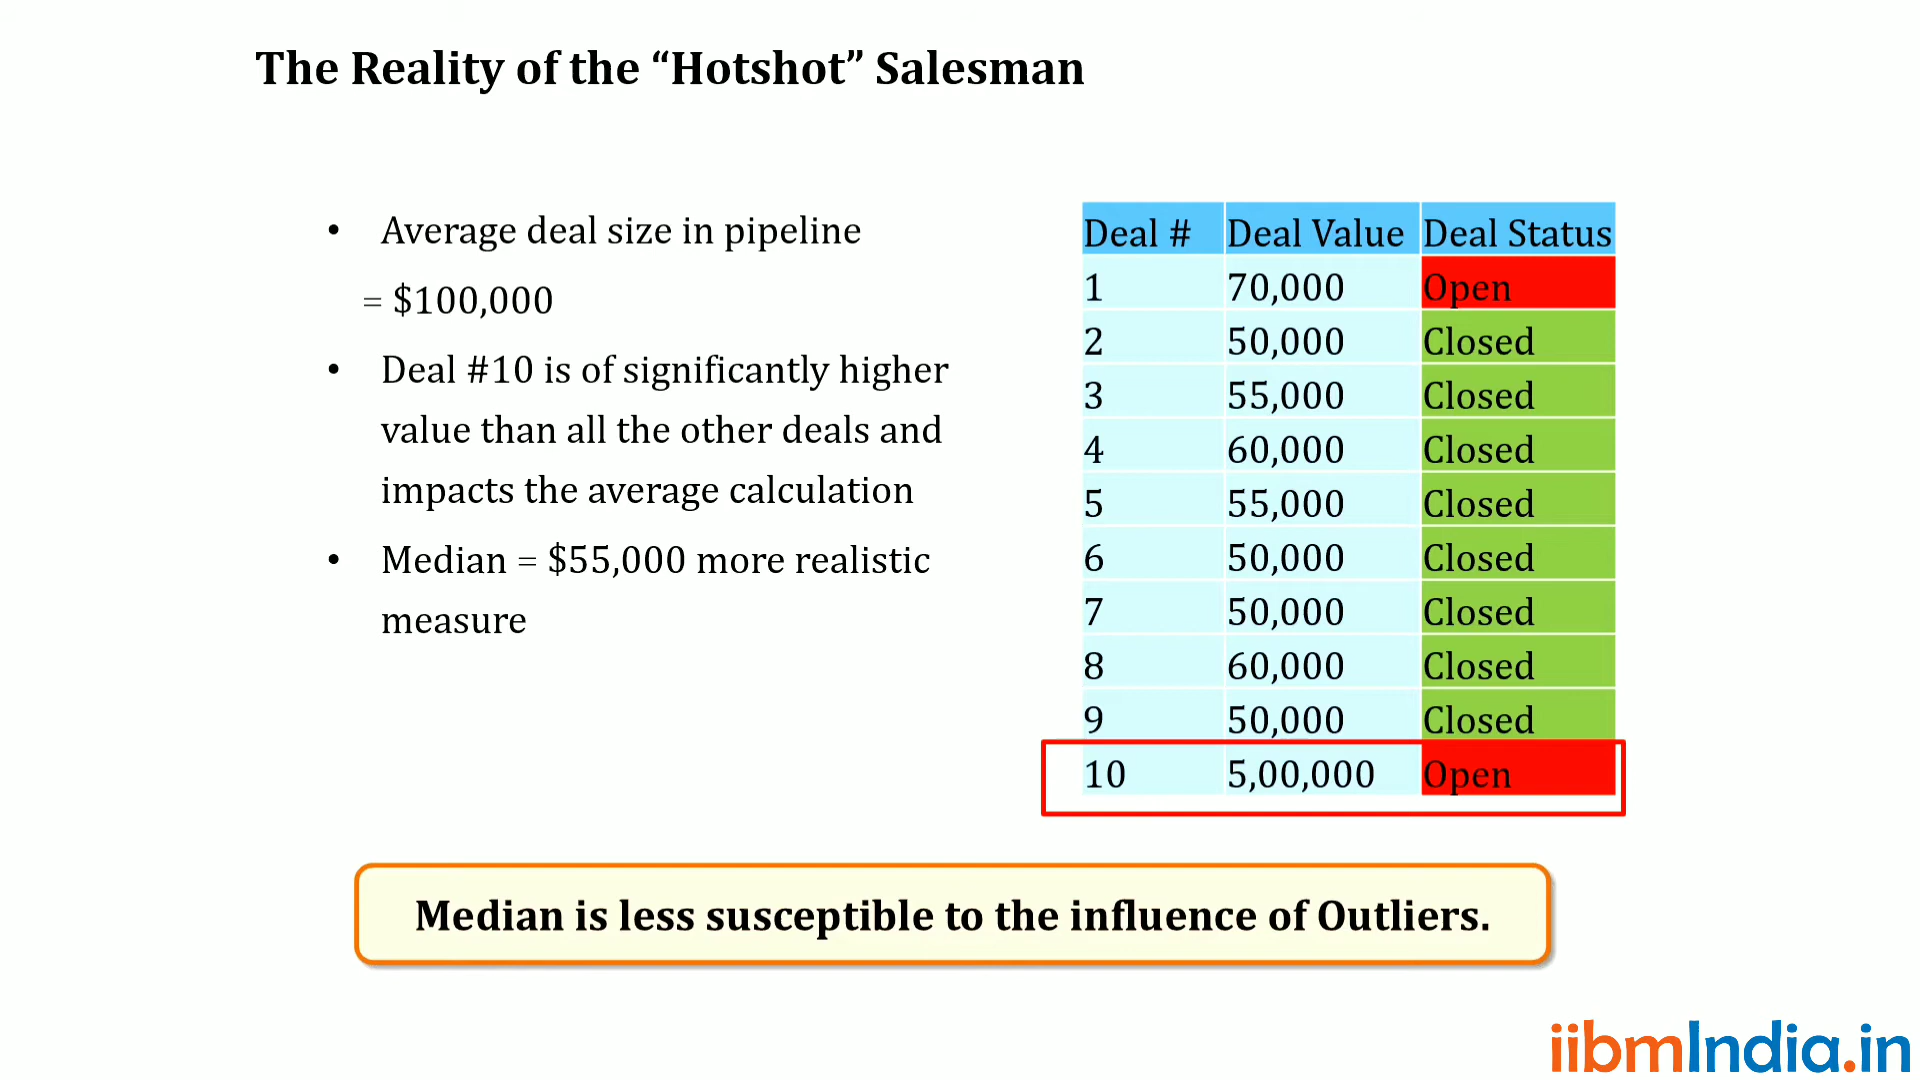 The Reality of the “Hotshot” Salesman
• Average deal size in pipeline
= $100,000
• Deal #10 is of significantly higher
value than all the other deals and
impacts the average calculation
• Median = $55,000 more realistic
measure
Deal # Deal Value Deal Status
1 70,000 Open
2 50,000 Closed
3 55,000 Closed
4 60,000 Closed
5 55,000 Closed
6 50,000 Closed
7 50,000 Closed
8 60,000 Closed
9 50,000 Closed
10 5,00,000 Open
Median is less susceptible to the influence of Outliers.
iibmIndia.in